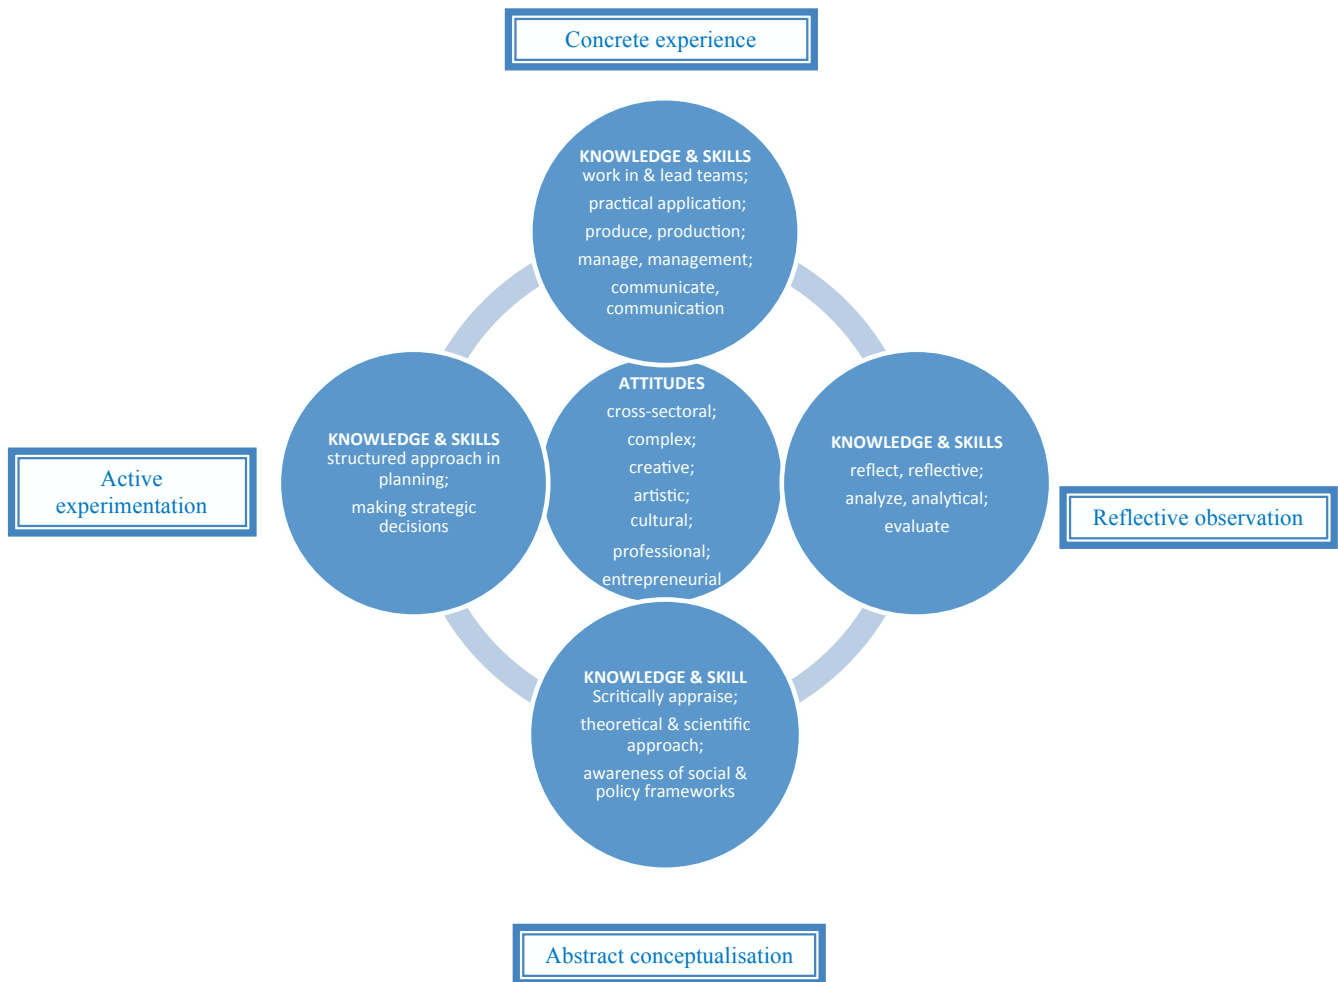 Concrete experience
KNOWLEDGE & SKILLS
work in & lead teams;
practical application;
produce, production;
manage, management;
communicate,
communication
ATTITUDES
cross-sectoral;
complex;
creative;
artistic;
cultural;
professional;
entrepreneurial
KNOWLEDGE & SKILLS
structured approach in
planning;
making strategic
decisions
KNOWLEDGE & SKILLS
reflect, reflective;
analyze, analytical;
evaluate
Active
experimentation
Reflective observation
KNOWLEDGE & SKILL
Scritically appraise;
theoretical & scientific
approach;
awareness of social &
policy frameworks
Abstract conceptualisation